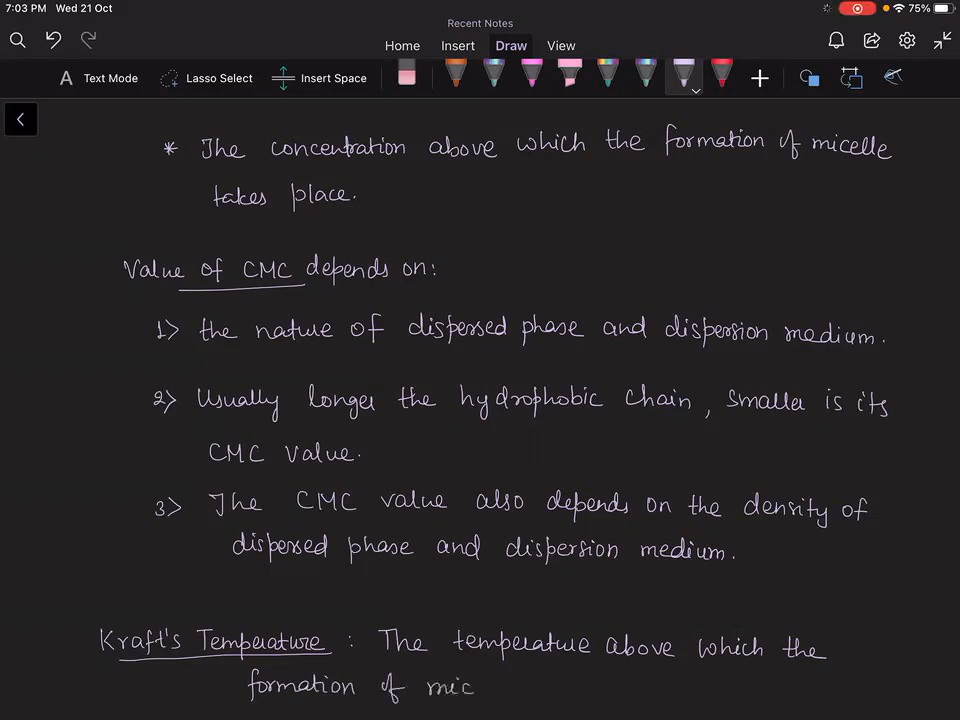 7:03 PM Wed 21 Oct
75%
Recent Notes
Home Insert Draw View
Text Mode Lasso Select Insert Space
* The concentration above which the formation of micelle
takes place.
Value of CMC depends on:
1> the nature of dispersed phase and dispersion medium.
2> Usually longer the hydrophobic chain, smaller is its
CMC value.
3> The CMC value also depends on the density of
dispersed phase and dispersion medium.
Kraft's Temperature : The temperature above which the
formation of mic